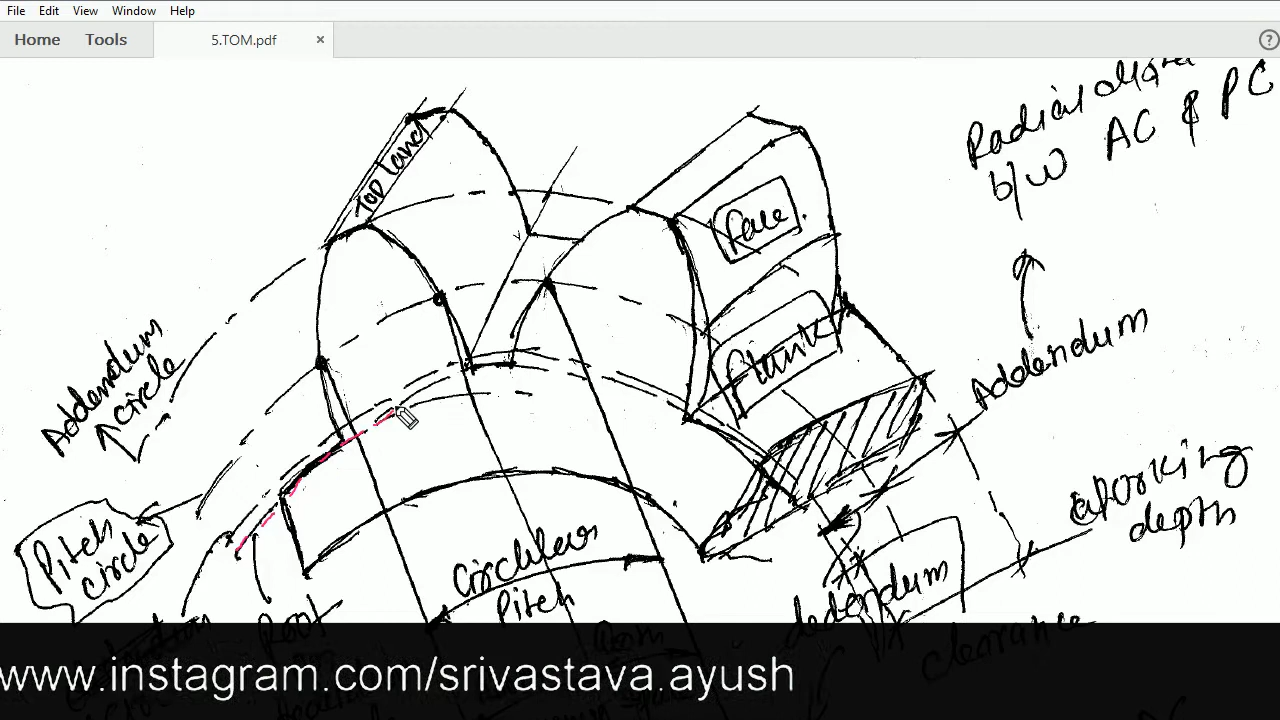 File Edit View Window Help
Home Tools 5.TOM.pdf × ?
Radial
b/w AC & PC
Top Land
Face
Flank
Addendum
circle
Addendum
working
depth
Pitch
circle
Circular
Pitch
dedendum
Root
clearance
www.instagram.com/srivastava.ayush